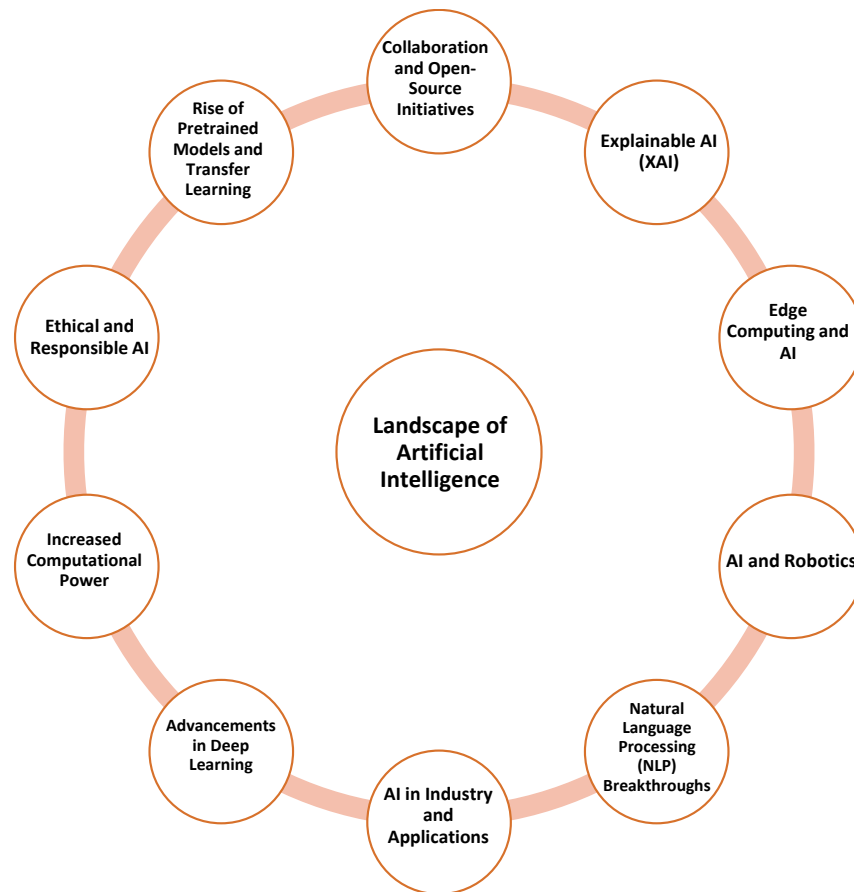 Collaboration
and Open-
Source
Initiatives
Explainable AI
(XAI)
Edge
Computing and
AI
AI and Robotics
Natural
Language
Processing
(NLP)
Breakthroughs
AI in Industry
and
Applications
Advancements
in Deep
Learning
Increased
Computational
Power
Ethical and
Responsible AI
Rise of
Pretrained
Models and
Transfer
Learning
Landscape of
Artificial
Intelligence